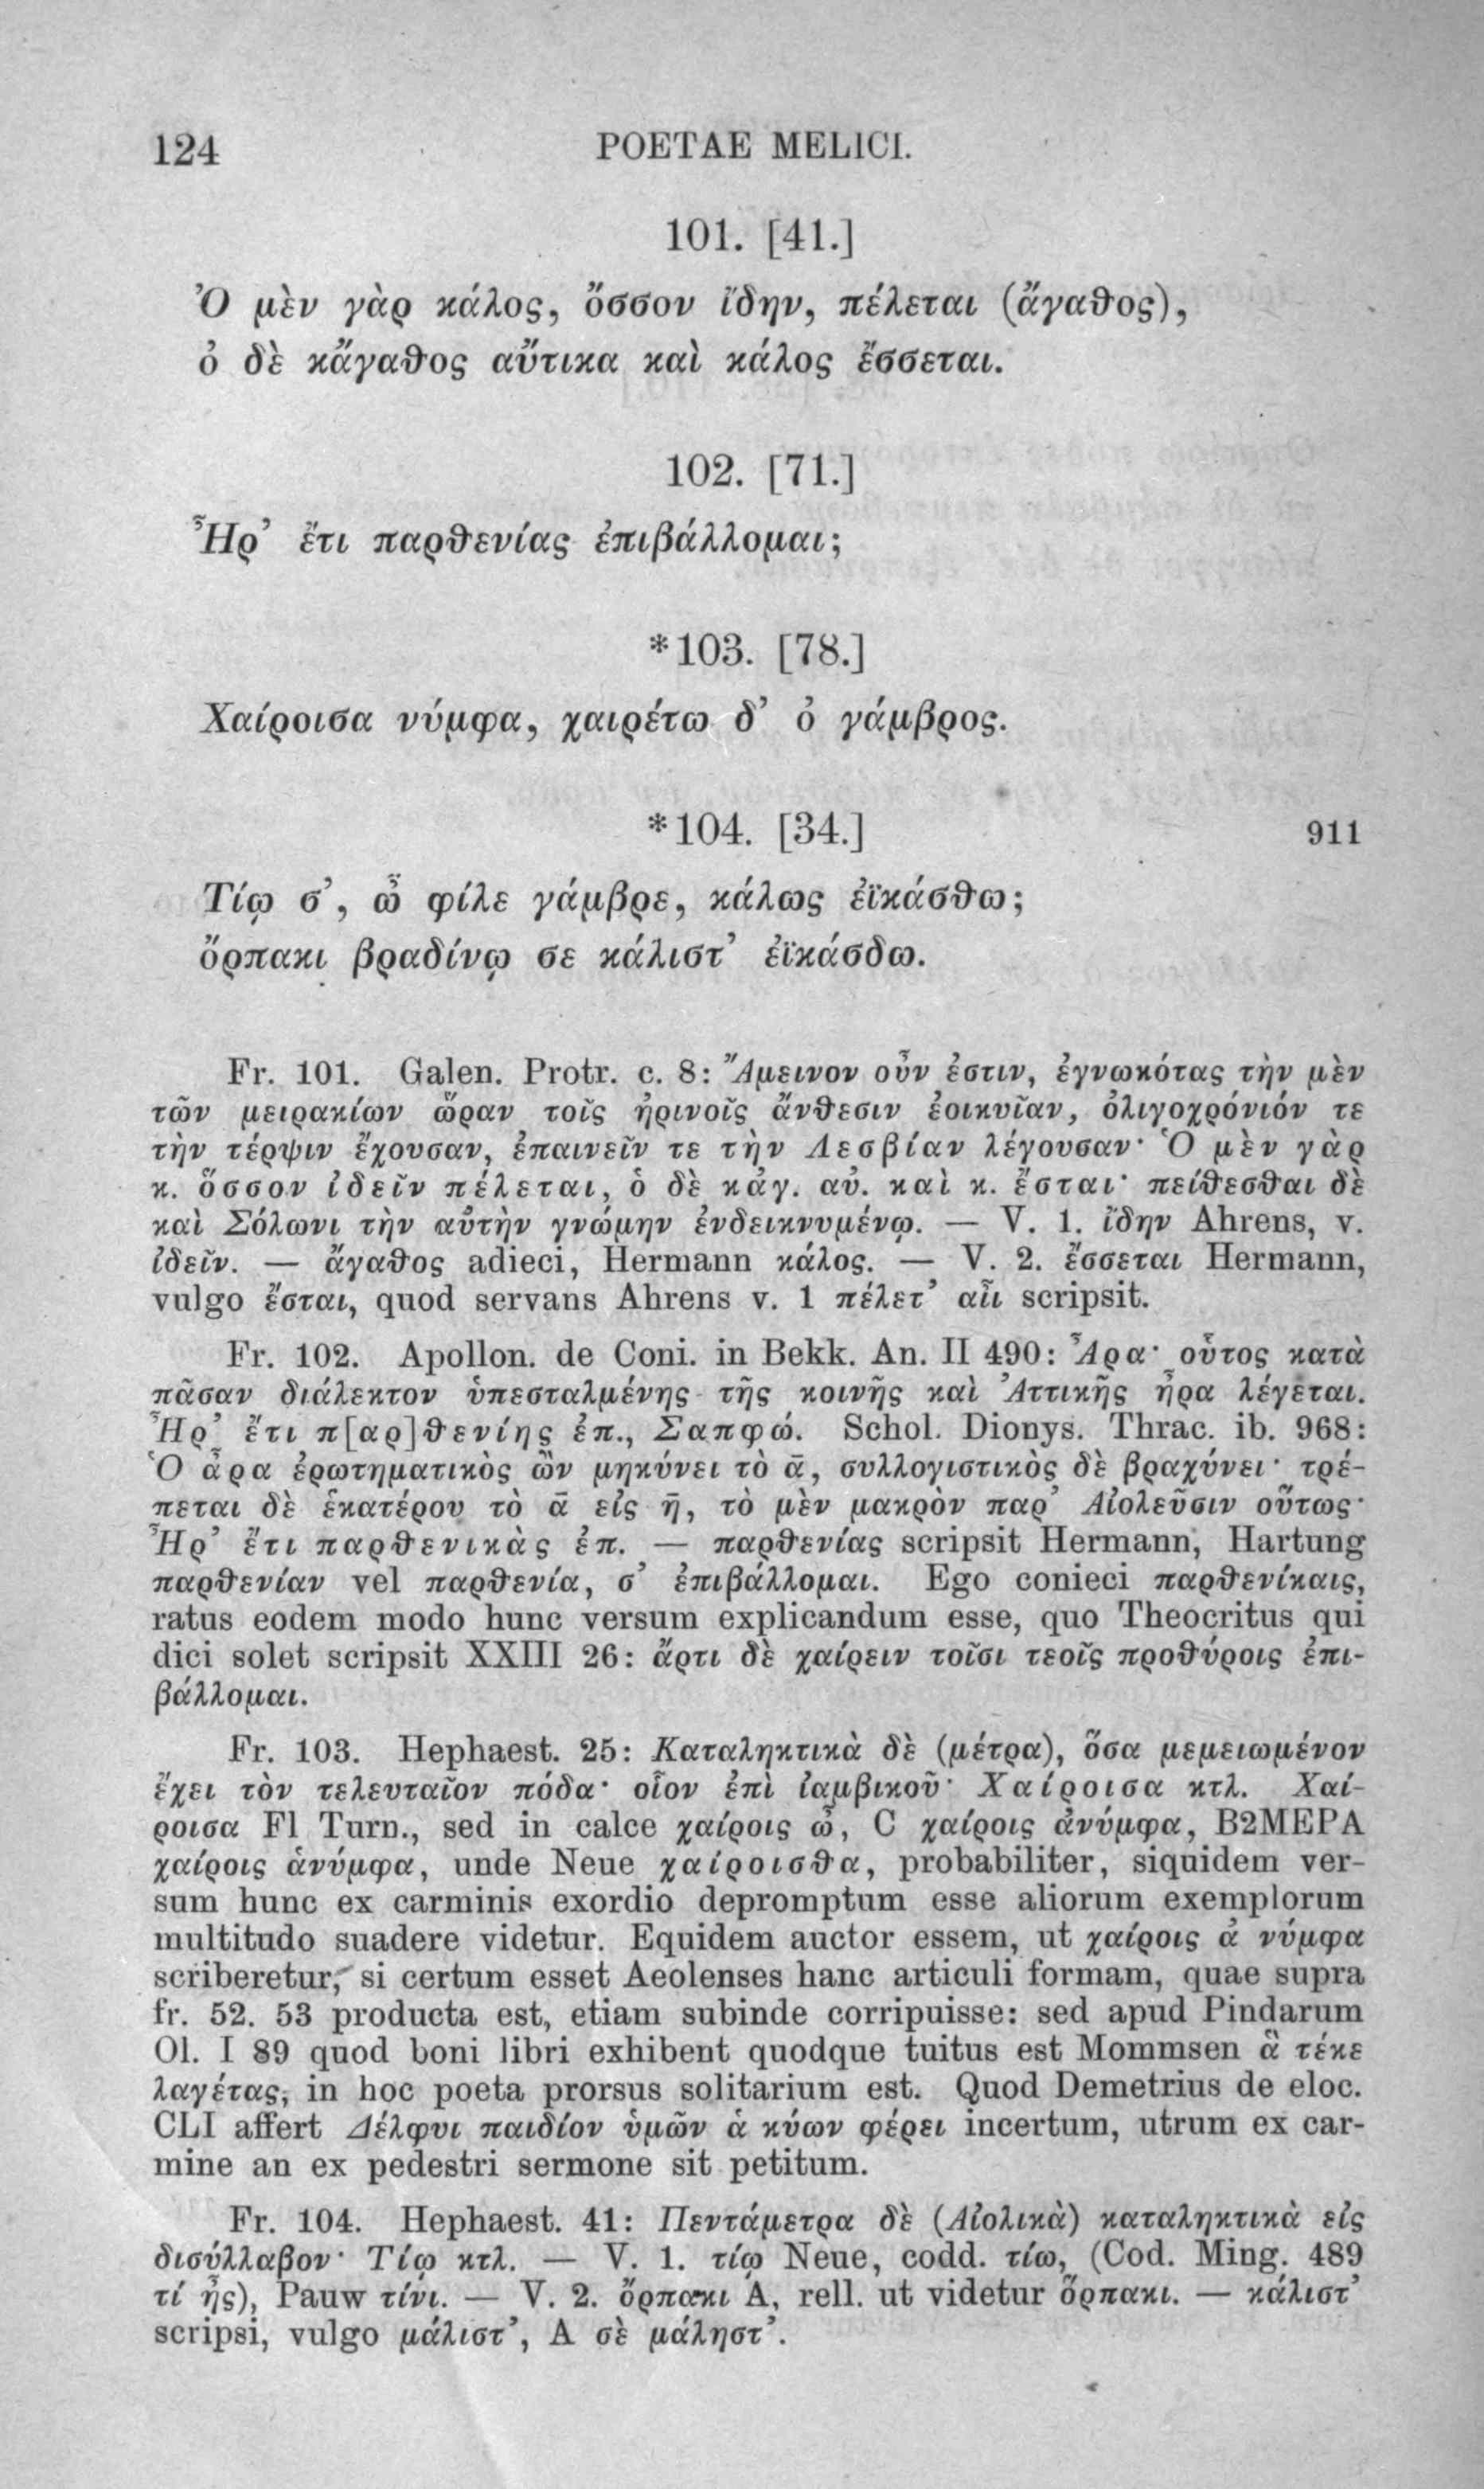 124 POETAE MELICI.
101. [41.]
Ὀ μὲν γὰρ κάλος, ὄσσον ἴδην, πέλεται (ἄγαθος),
ὀ δὲ κἄγαθος αὔτικα καὶ κάλος ἔσσεται.
102. [71.]
Ἦρ’ ἔτι παρθενίας ἐπιβάλλομαι;
*103. [78.]
Χαίροισα νύμφα, χαιρέτω δ’ ὀ γάμβρος.
*104. [34.] 911
Τίῳ σ’, ὦ φίλε γάμβρε, κάλως ἐϊκάσθω;
ὄρπακι βραδίνῳ σε κάλιστ’ ἐϊκάσδω.
Fr. 101. Galen. Protr. c. 8: Ἄμεινον οὖν ἐστιν, ἐγνωκότας τὴν μὲν
τῶν μειρακίων ὥραν τοῖς ἠρινοῖς ἄνθεσιν ἐοικυῖαν, ὀλιγοχρόνιόν τε
τὴν τέρψιν ἔχουσαν, ἐπαινεῖν τε τὴν Λεσβίαν λέγουσαν· Ὁ μὲν γὰρ
κ. ὅσσον ἰδεῖν πέλεται, ὁ δὲ κἀγ. αὐ. καὶ κ. ἔσται· πείθεσθαι δὲ
καὶ Σόλωνι τὴν αὐτὴν γνώμην ἐνδεικνυμένῳ. — V. 1. ἴδην Ahrens, v.
ἰδεῖν. — ἄγαθος adieci, Hermann κάλος. — V. 2. ἔσσεται Hermann,
vulgo ἔσται, quod servans Ahrens v. 1 πέλετ’ αἶι scripsit.
Fr. 102. Apollon. de Coni. in Bekk. An. II 490: Ἆρα· οὗτος κατὰ
πᾶσαν διάλεκτον ὑπεσταλμένης τῆς κοινῆς καὶ Ἀττικῆς ἦρα λέγεται.
Ἦρ’ ἔτι π[αρ]θενίης ἐπ., Σαπφώ. Schol. Dionys. Thrac. ib. 968:
Ὁ ἆρα ἐρωτηματικὸς ὢν μηκύνει τὸ ᾱ, συλλογιστικὸς δὲ βραχύνει· τρέ-
πεται δὲ ἑκατέρου τὸ ᾱ εἰς η̄, τὸ μὲν μακρὸν παρ’ Αἰολεῦσιν οὕτως·
Ἦρ’ ἔτι παρθενικὰς ἐπ. — παρθενίας scripsit Hermann, Hartung
παρθενίαν vel παρθενία, σ’ ἐπιβάλλομαι. Ego conieci παρθενίκαις,
ratus eodem modo hunc versum explicandum esse, quo Theocritus qui
dici solet scripsit XXIII 26: ἄρτι δὲ χαίρειν τοῖσι τεοῖς προθύροις ἐπι-
βάλλομαι.
Fr. 103. Hephaest. 25: Καταληκτικὰ δὲ (μέτρα), ὅσα μεμειωμένον
ἔχει τὸν τελευταῖον πόδα· οἷον ἐπὶ ἰαμβικοῦ· Χαίροισα κτλ. Χαί-
ροισα Fl Turn., sed in calce χαίροις ὦ, C χαίροις ἀνύμφα, B2MEPA
χαίροις ἁνύμφα, unde Neue χαίροισθα, probabiliter, siquidem ver-
sum hunc ex carminis exordio depromptum esse aliorum exemplorum
multitudo suadere videtur. Equidem auctor essem, ut χαίροις ἀ νύμφα
scriberetur, si certum esset Aeolenses hanc articuli formam, quae supra
fr. 52. 53 producta est, etiam subinde corripuisse: sed apud Pindarum
Ol. I 89 quod boni libri exhibent quodque tuitus est Mommsen ἃ τέκε
λαγέτας, in hoc poeta prorsus solitarium est. Quod Demetrius de eloc.
CLI affert Δέλφυι παιδίον ὑμῶν ἁ κύων φέρει incertum, utrum ex car-
mine an ex pedestri sermone sit petitum.
Fr. 104. Hephaest. 41: Πεντάμετρα δὲ (Αἰολικὰ) καταληκτικὰ εἰς
δισύλλαβον· Τίῳ κτλ. — V. 1. τίῳ Neue, codd. τίω, (Cod. Ming. 489
τί ἦς), Pauw τίνι. — V. 2. ὄρπακι A, rell. ut videtur ὅρπακι. — κάλιστ’
scripsi, vulgo μάλιστ’, A σὲ μάληστ’.